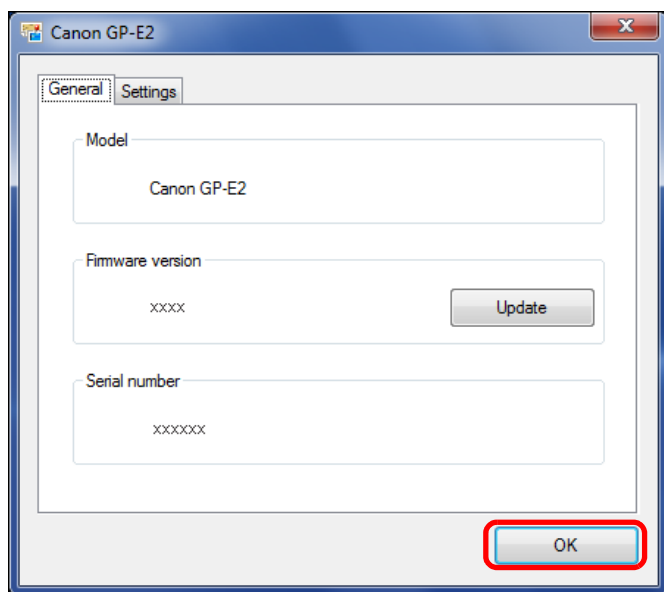 Canon GP-E2
General Settings
Model
Canon GP-E2
Firmware version
xxxx Update
Serial number
xxxxxx
OK